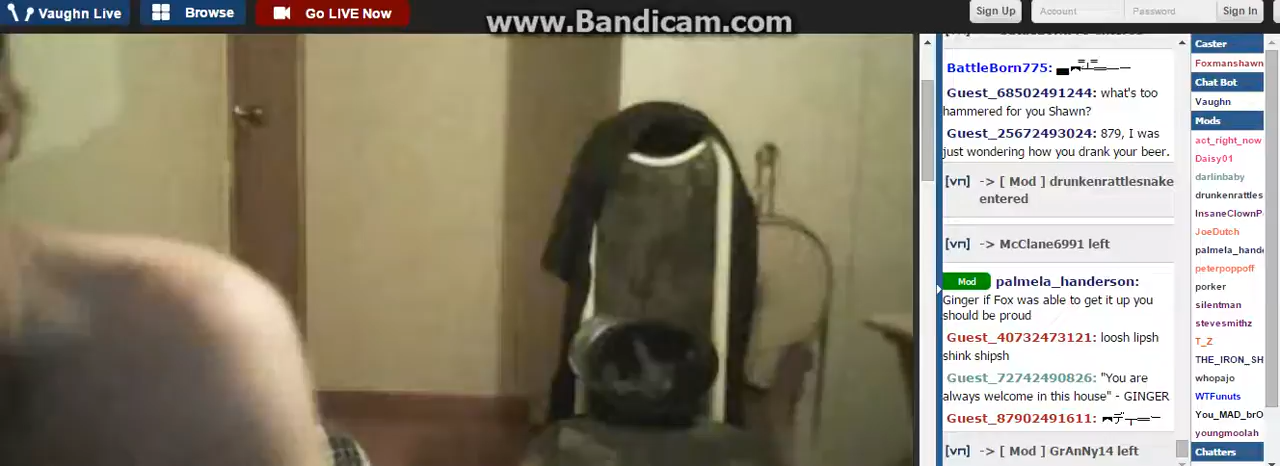 Vaughn Live
Browse
Go LIVE Now
www.Bandicam.com
Sign Up
Account
Password
Sign In
BattleBorn775:
Guest_68502491244: what's too
hammered for you Shawn?
Guest_25672493024: 879, I was
just wondering how you drank your beer.
[vn] -> [ Mod ] drunkenrattlesnake
entered
[vn] -> McClane6991 left
Mod palmela_handerson:
Ginger if Fox was able to get it up you
should be proud
Guest_40732473121: loosh lipsh
shink shipsh
Guest_72742490826: "You are
always welcome in this house" - GINGER
Guest_87902491611:
[vn] -> [ Mod ] GrAnNy14 left
Caster
Foxmanshawn
Chat Bot
Vaughn
Mods
act_right_now
Daisy01
darlinbaby
drunkenrattles
InsaneClownP
JoeDutch
palmela_hande
peterpoppoff
porker
silentman
stevesmithz
T_Z
THE_IRON_SH
whopajo
WTFunuts
You_MAD_brO
youngmoolah
Chatters